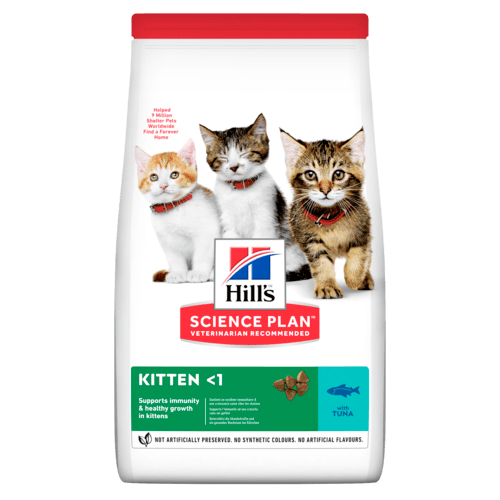 Helped
9 Million
Shelter Pets
Worldwide
Find a Forever
Home
Hill's
SCIENCE PLAN™
VETERINARIAN RECOMMENDED
KITTEN <1
Supports immunity
& healthy growth
in kittens
with
TUNA
NOT ARTIFICIALLY PRESERVED. NO SYNTHETIC COLOURS. NO ARTIFICIAL FLAVOURS.